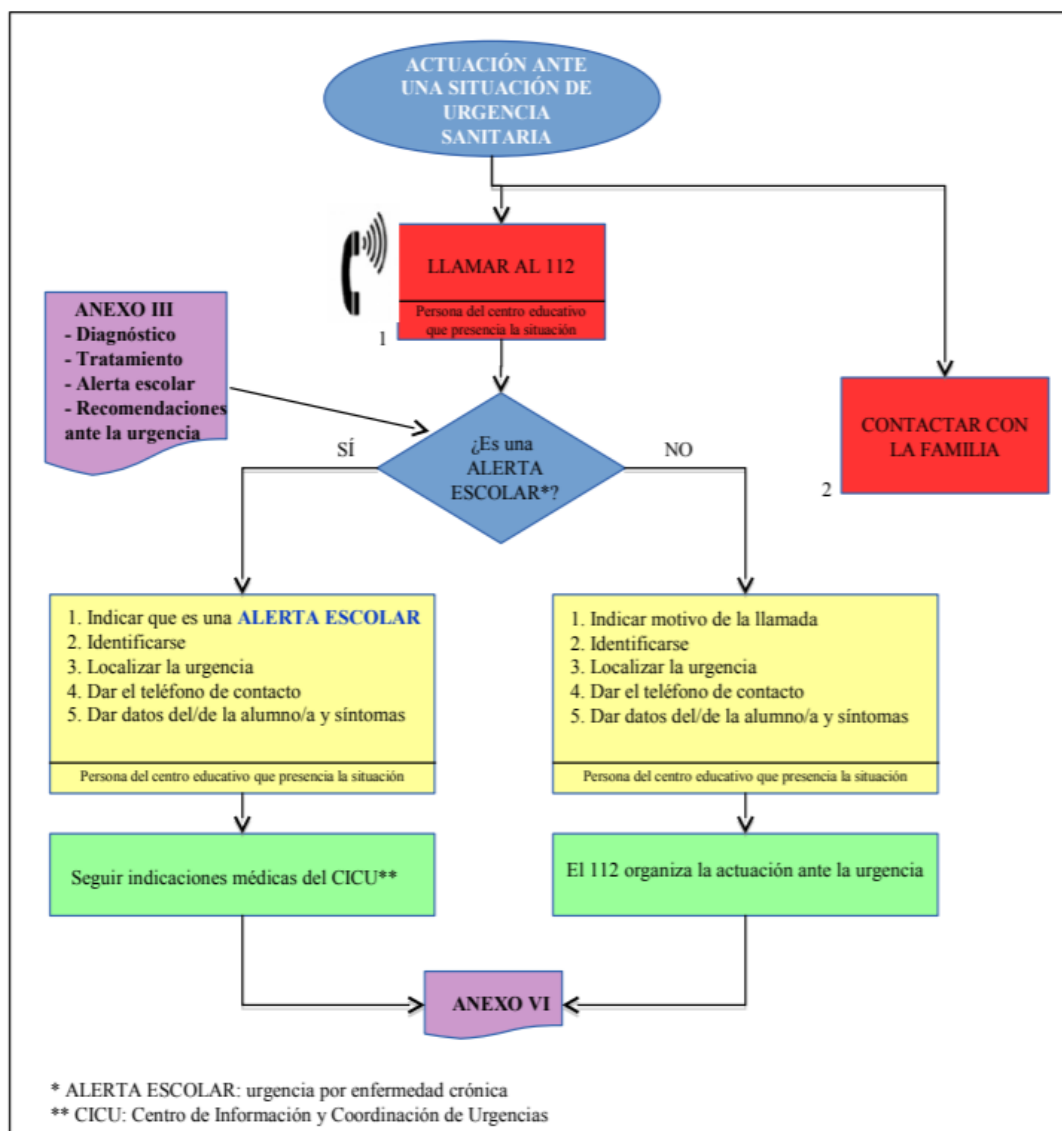 ACTUACIÓN ANTE
UNA SITUACIÓN DE
URGENCIA
SANITARIA
LLAMAR AL 112
Persona del centro educativo
que presencia la situación
1
ANEXO III
- Diagnóstico
- Tratamiento
- Alerta escolar
- Recomendaciones
ante la urgencia
CONTACTAR CON
LA FAMILIA
2
¿Es una
ALERTA
ESCOLAR*?
SÍ
NO
1. Indicar que es una ALERTA ESCOLAR
2. Identificarse
3. Localizar la urgencia
4. Dar el teléfono de contacto
5. Dar datos del/de la alumno/a y síntomas
Persona del centro educativo que presencia la situación
1. Indicar motivo de la llamada
2. Identificarse
3. Localizar la urgencia
4. Dar el teléfono de contacto
5. Dar datos del/de la alumno/a y síntomas
Persona del centro educativo que presencia la situación
Seguir indicaciones médicas del CICU**
El 112 organiza la actuación ante la urgencia
ANEXO VI
* ALERTA ESCOLAR: urgencia por enfermedad crónica
** CICU: Centro de Información y Coordinación de Urgencias